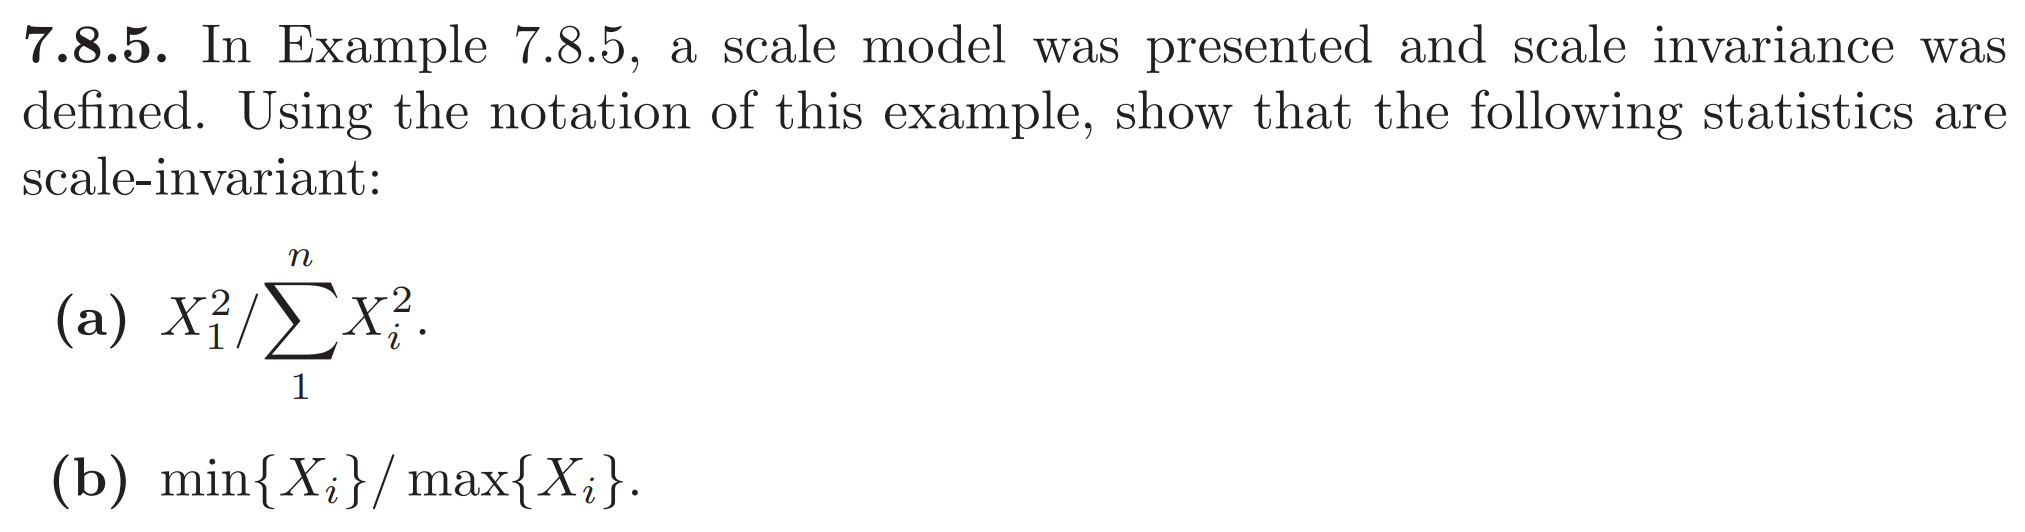 7.8.5. In Example 7.8.5, a scale model was presented and scale invariance was
defined. Using the notation of this example, show that the following statistics are
scale-invariant:
(a) $X_1^2/\sum_1^n X_i^2$.
(b) $\min\{X_i\}/\max\{X_i\}$.